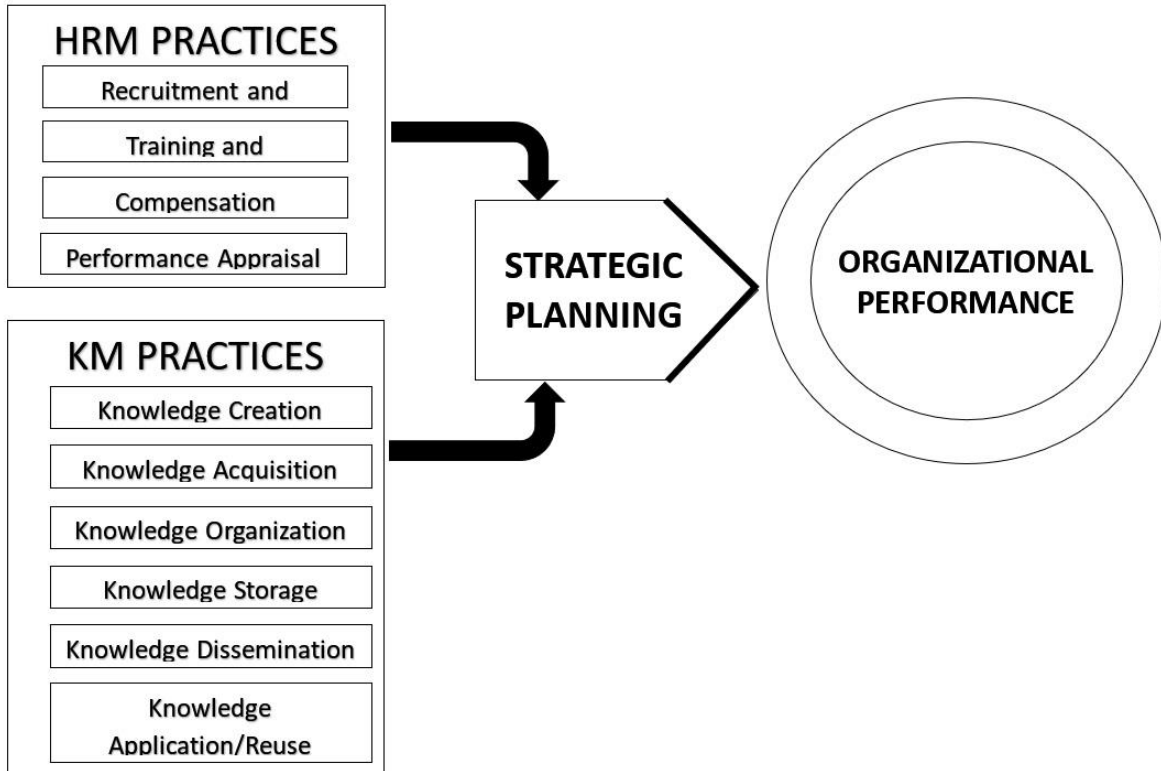 HRM PRACTICES
Recruitment and
Training and
Compensation
Performance Appraisal
KM PRACTICES
Knowledge Creation
Knowledge Acquisition
Knowledge Organization
Knowledge Storage
Knowledge Dissemination
Knowledge
Application/Reuse
STRATEGIC
PLANNING
ORGANIZATIONAL
PERFORMANCE